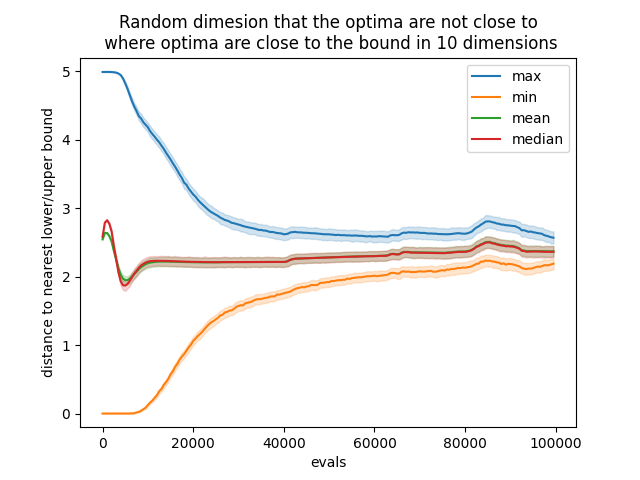 Random dimesion that the optima are not close to
where optima are close to the bound in 10 dimensions
max
min
mean
median
distance to nearest lower/upper bound
5
4
3
2
1
0
0
20000
40000
60000
80000
100000
evals